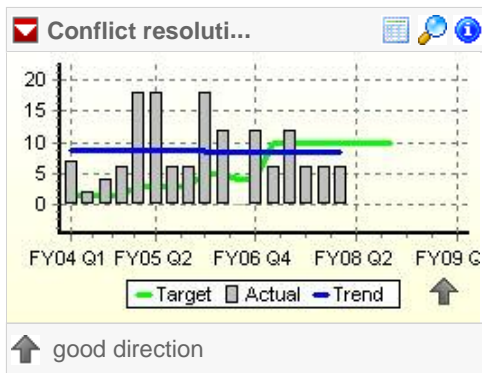 Conflict resoluti...
20
15
10
5
0
FY04 Q1 FY05 Q2 FY06 Q4 FY08 Q2 FY09 Q
Target Actual Trend
good direction